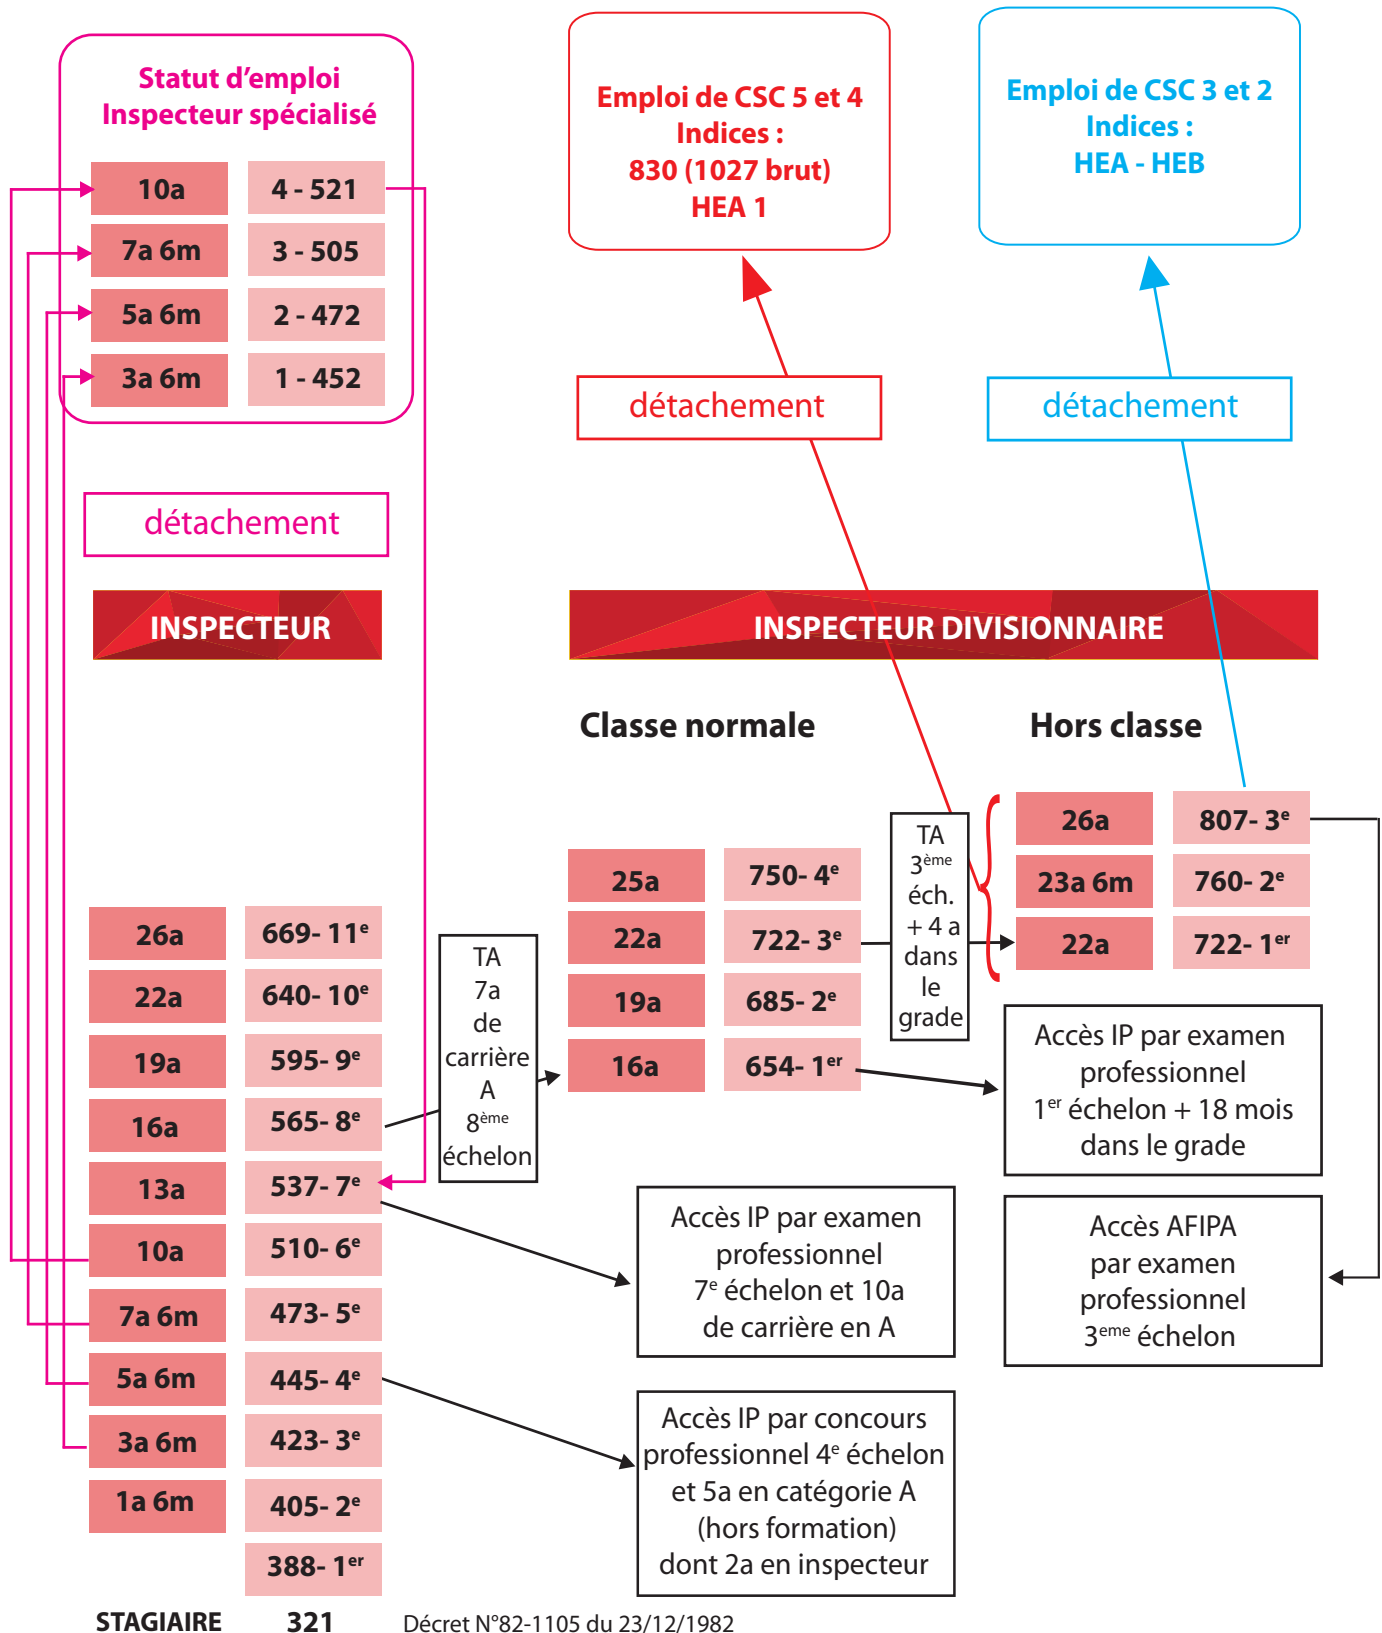 Statut d'emploi
Inspecteur spécialisé
10a 4 - 521
7a 6m 3 - 505
5a 6m 2 - 472
3a 6m 1 - 452
détachement
Emploi de CSC 5 et 4
Indices :
830 (1027 brut)
HEA 1
détachement
Emploi de CSC 3 et 2
Indices :
HEA - HEB
détachement
INSPECTEUR
26a 669- 11e
22a 640- 10e
19a 595- 9e
16a 565- 8e
13a 537- 7e
10a 510- 6e
7a 6m 473- 5e
5a 6m 445- 4e
3a 6m 423- 3e
1a 6m 405- 2e
388- 1er
STAGIAIRE 321
TA
7a
de
carrière
A
8ème
échelon
INSPECTEUR DIVISIONNAIRE
Classe normale
25a 750- 4e
22a 722- 3e
19a 685- 2e
16a 654- 1er
TA
3ème
éch.
+ 4 a
dans
le
grade
Hors classe
26a 807- 3e
23a 6m 760- 2e
22a 722- 1er
Accès IP par examen
professionnel
1er échelon + 18 mois
dans le grade
Accès IP par examen
professionnel
7e échelon et 10a
de carrière en A
Accès AFIPA
par examen
professionnel
3eme échelon
Accès IP par concours
professionnel 4e échelon
et 5a en catégorie A
(hors formation)
dont 2a en inspecteur
Décret N°82-1105 du 23/12/1982